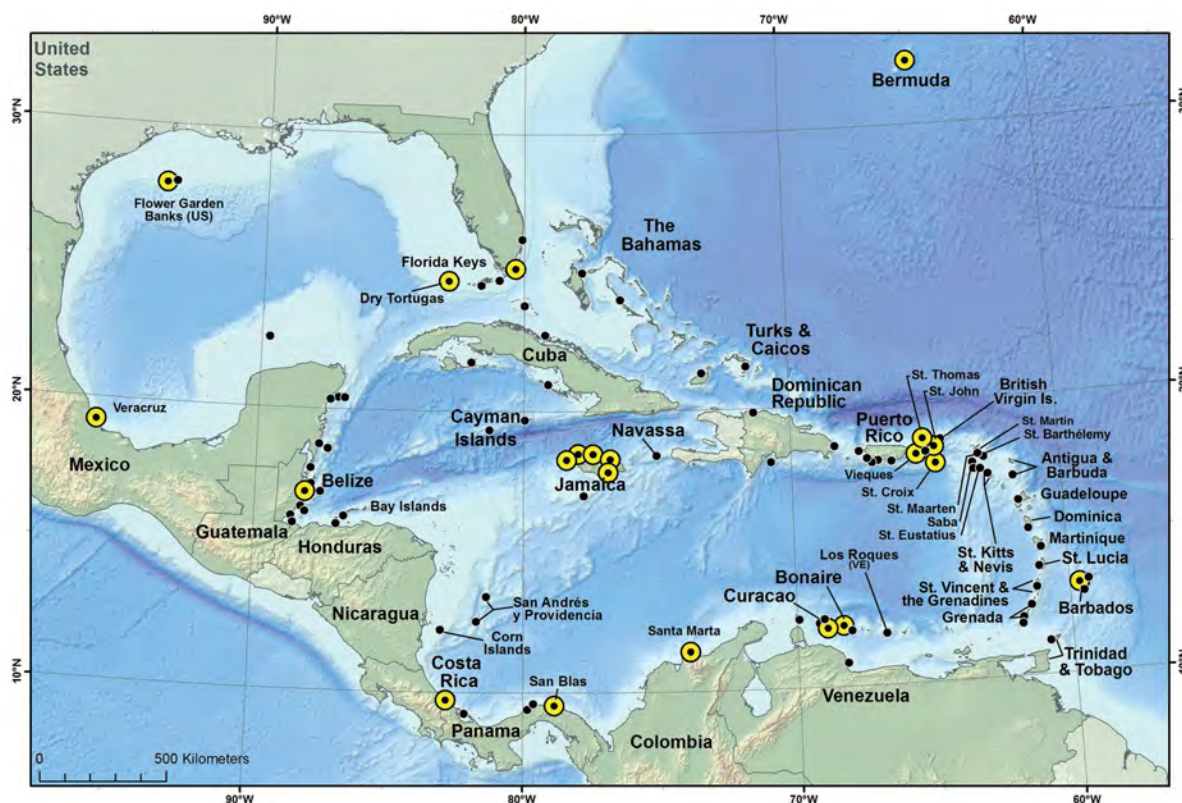 80°W
70°W
60°W
United
States
Bermuda
30°N
Flower Garden
Banks (US)
The
Bahamas
Florida Keys
Dry Tortugas
Turks &
Caicos
Cuba
20°N
20°N
St. Thomas
St. John
British
Virgin Is.
Dominican
Republic
Veracruz
Cayman
Islands
Navassa
Puerto
Rico
St. Martin
St. Barthélemy
Mexico
Belize
Jamaica
Vieques
St. Croix
Antigua &
Barbuda
Guadeloupe
Bay Islands
St. Maarten
Saba
St. Eustatius
Dominica
Guatemala
Honduras
Martinique
Los Roques
(VE)
St. Kitts
& Nevis
St. Lucia
Bonaire
Curacao
St. Vincent &
the Grenadines
Barbados
Nicaragua
San Andrés
y Providencia
Grenada
Corn
Islands
Santa Marta
Trinidad
& Tobago
10°N
10°N
Costa
Rica
San Blas
Venezuela
Panama
Colombia
0
500 Kilometers
90°W
80°W
70°W
60°W